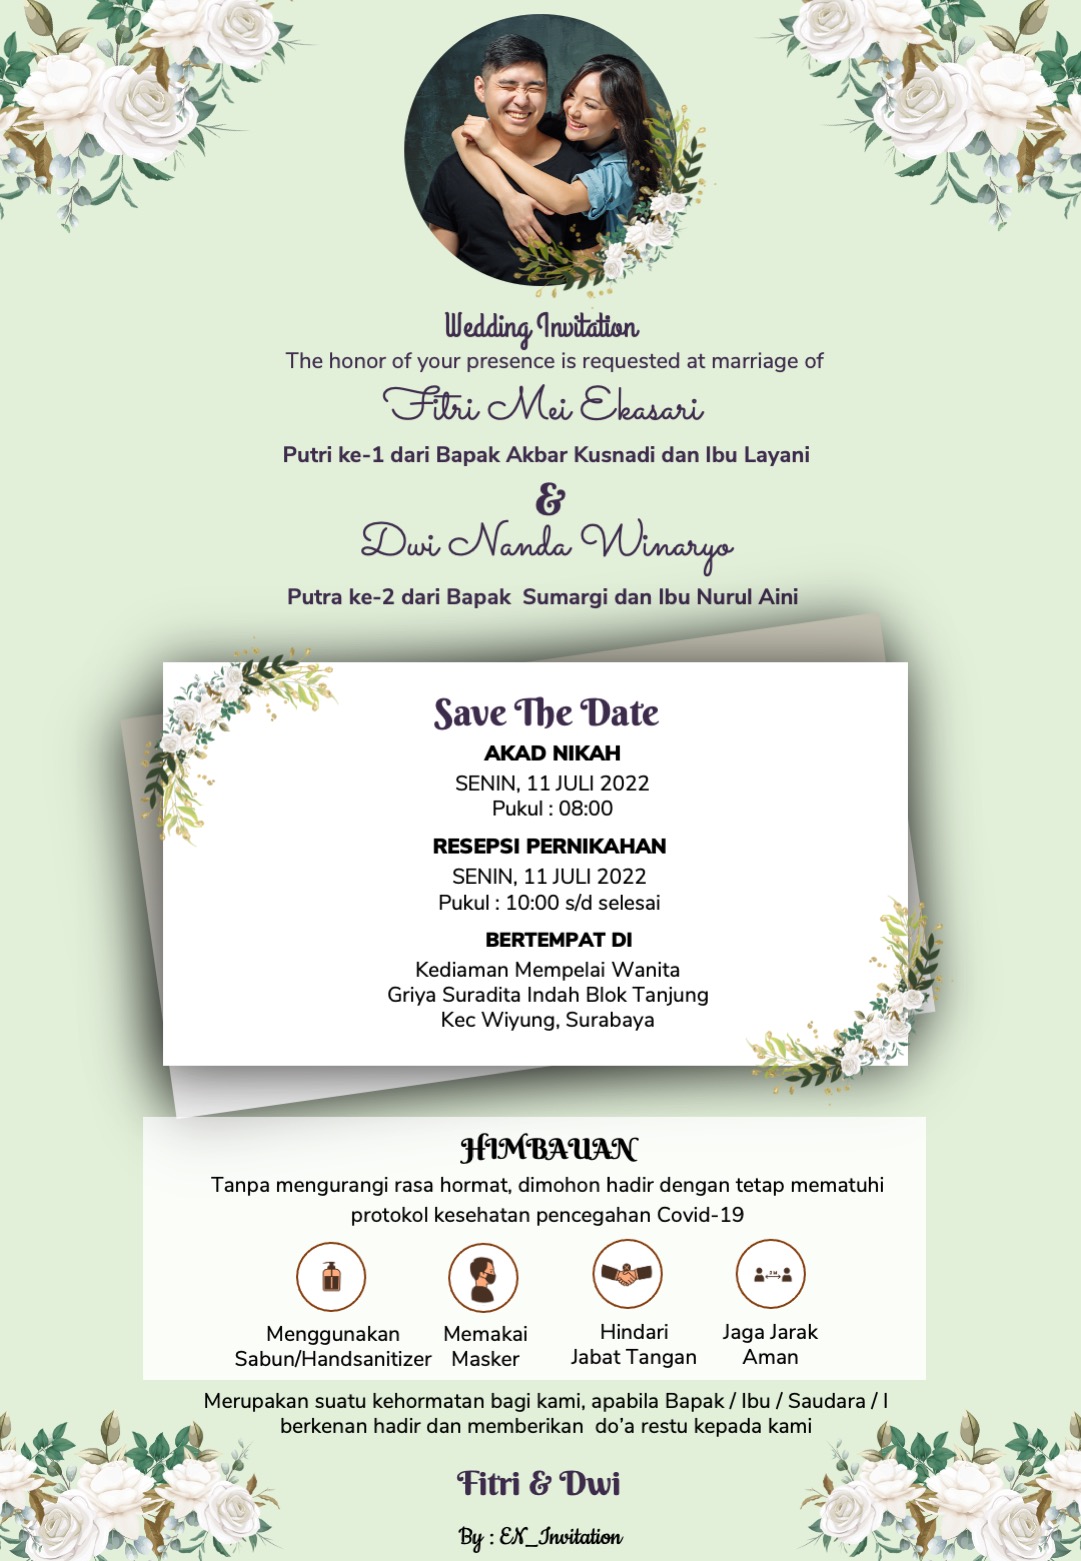 Wedding Invitation
The honor of your presence is requested at marriage of
Fitri Mei Ekasari
Putri ke-1 dari Bapak Akbar Kusnadi dan Ibu Layani
&
Dwi Nanda Winaryo
Putra ke-2 dari Bapak  Sumargi dan Ibu Nurul Aini
Save The Date
AKAD NIKAH
SENIN, 11 JULI 2022
Pukul : 08:00
RESEPSI PERNIKAHAN
SENIN, 11 JULI 2022
Pukul : 10:00 s/d selesai
BERTEMPAT DI
Kediaman Mempelai Wanita
Griya Suradita Indah Blok Tanjung
Kec Wiyung, Surabaya
HIMBAUAN
Tanpa mengurangi rasa hormat, dimohon hadir dengan tetap mematuhi
protokol kesehatan pencegahan Covid-19
Menggunakan
Sabun/Handsanitizer
Memakai
Masker
Hindari
Jabat Tangan
Jaga Jarak
Aman
Merupakan suatu kehormatan bagi kami, apabila Bapak / Ibu / Saudara / I
berkenan hadir dan memberikan  do’a restu kepada kami
Fitri & Dwi
By : EN_Invitation